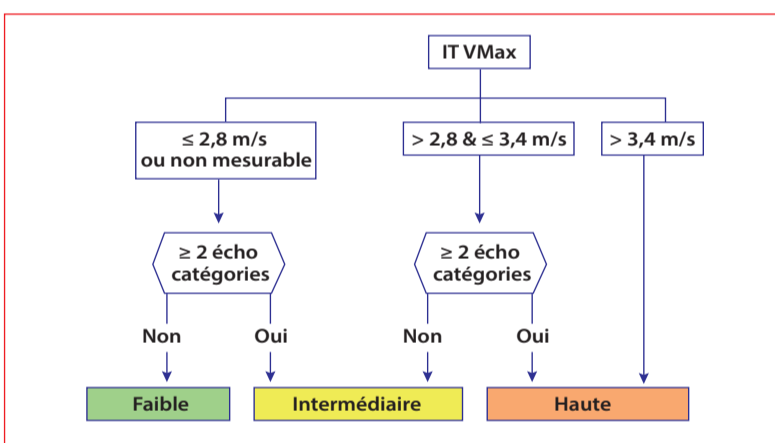 IT VMax
≤ 2,8 m/s
ou non mesurable
> 2,8 & ≤ 3,4 m/s
> 3,4 m/s
≥ 2 écho
catégories
≥ 2 écho
catégories
Non
Oui
Non
Oui
Faible
Intermédiaire
Haute